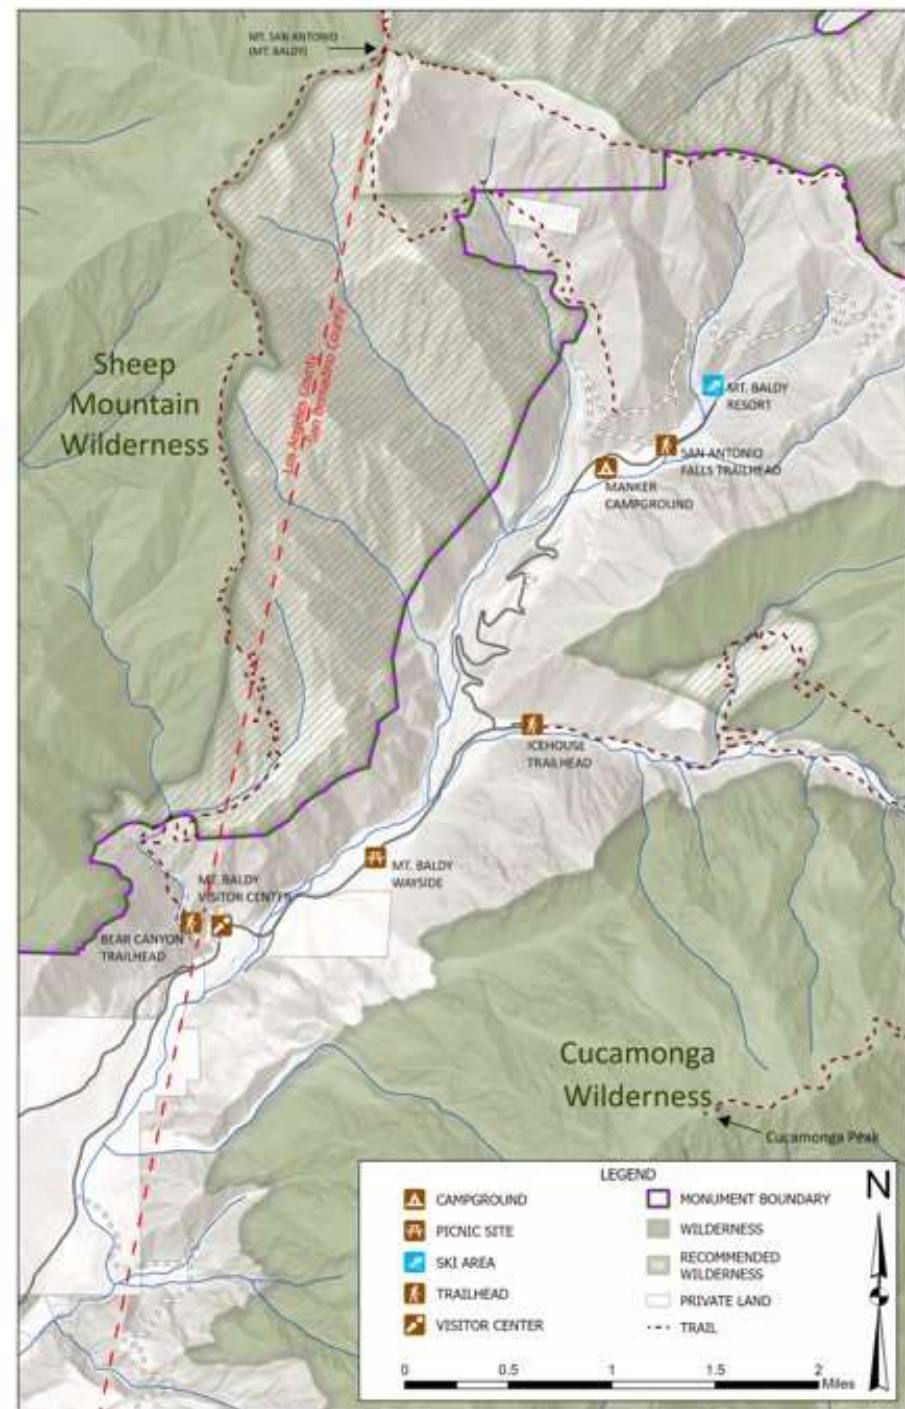 MT. SAN ANTONIO
(MT. BALDY)
Sheep
Mountain
Wilderness
Los Angeles County
San Bernardino County
MT. BALDY
RESORT
SAN ANTONIO
FALLS TRAILHEAD
MANKER
CAMPGROUND
ICEHOUSE
TRAILHEAD
MT. BALDY
WAYSIDE
MT. BALDY
VISITOR CENTER
BEAR CANYON
TRAILHEAD
Cucamonga
Wilderness
Cucamonga Peak
LEGEND
CAMPGROUND
PICNIC SITE
SKI AREA
TRAILHEAD
VISITOR CENTER
MONUMENT BOUNDARY
WILDERNESS
RECOMMENDED
WILDERNESS
PRIVATE LAND
TRAIL
N
0 0.5 1 1.5 2
Miles